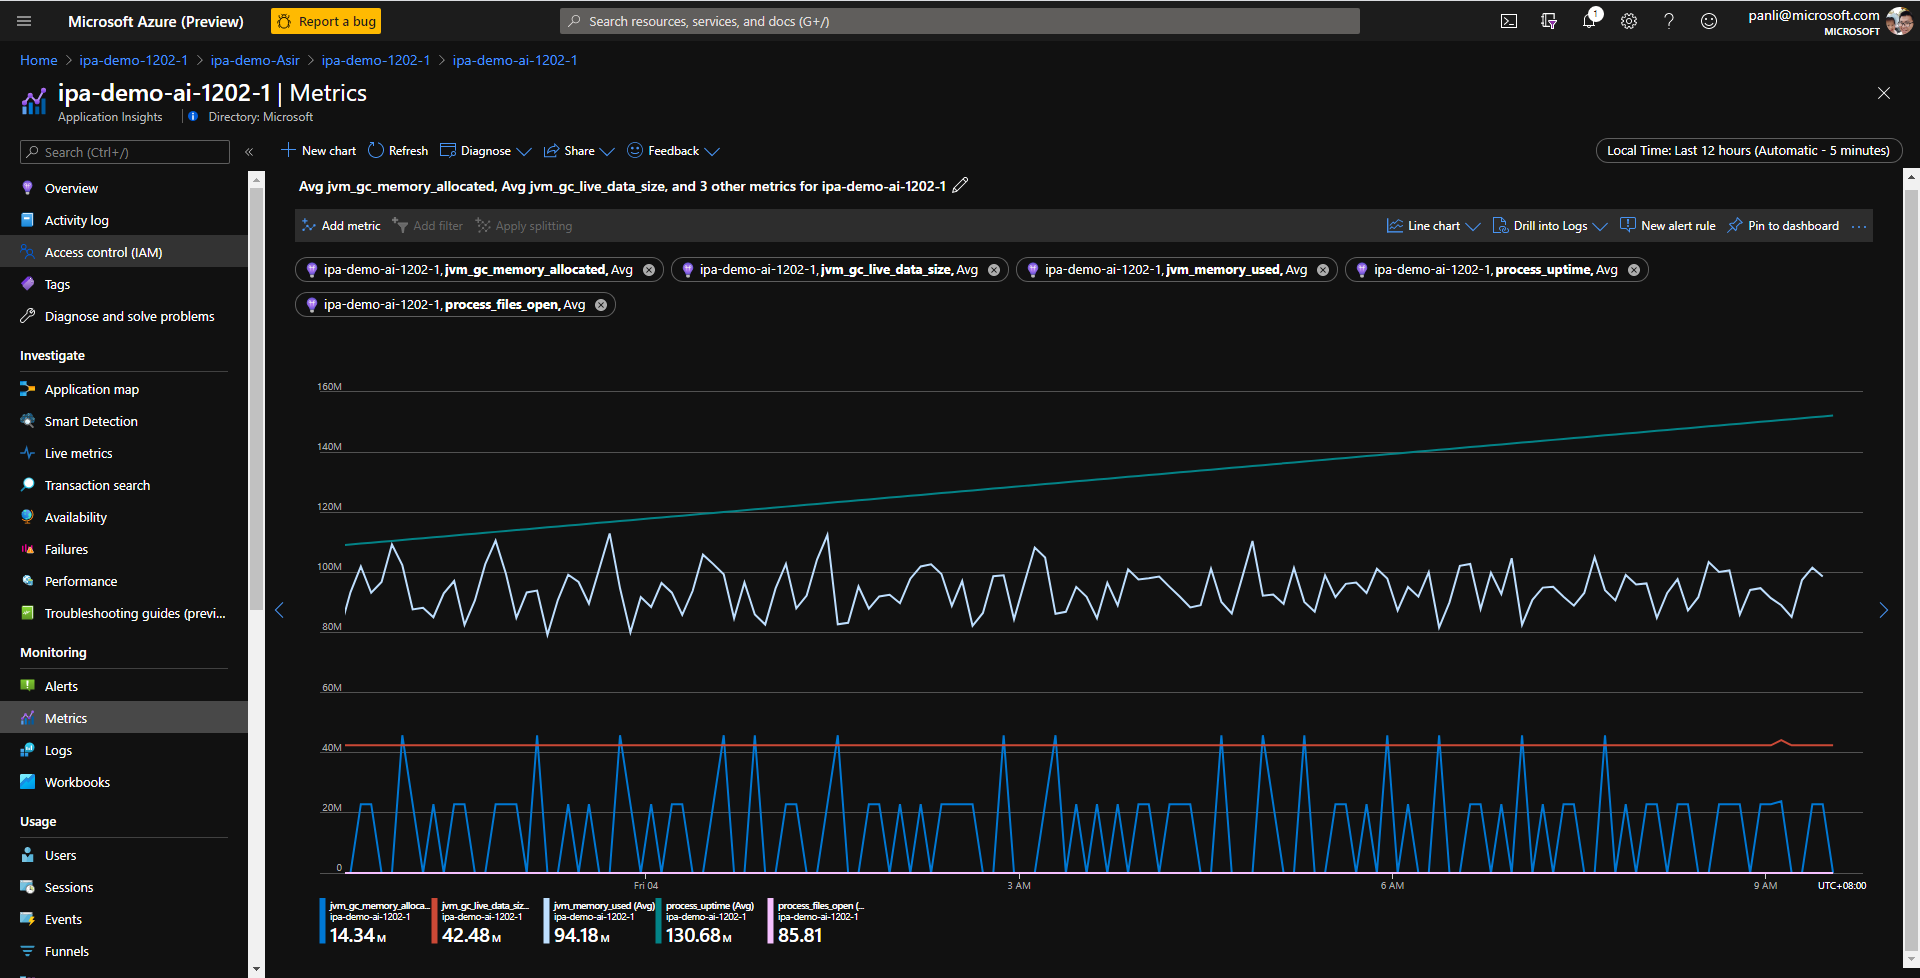 Microsoft Azure (Preview)
Report a bug
Search resources, services, and docs (G+/)
1
panli@microsoft.com
MICROSOFT
Home > ipa-demo-1202-1 > ipa-demo-Asir > ipa-demo-1202-1 > ipa-demo-ai-1202-1
ipa-demo-ai-1202-1 | Metrics
Application Insights
Directory: Microsoft
Search (Ctrl+/)
«
New chart
Refresh
Diagnose
Share
Feedback
Local Time: Last 12 hours (Automatic - 5 minutes)
Overview
Activity log
Access control (IAM)
Tags
Diagnose and solve problems
Investigate
Application map
Smart Detection
Live metrics
Transaction search
Availability
Failures
Performance
Troubleshooting guides (previ...
Monitoring
Alerts
Metrics
Logs
Workbooks
Usage
Users
Sessions
Events
Funnels
Avg jvm_gc_memory_allocated, Avg jvm_gc_live_data_size, and 3 other metrics for ipa-demo-ai-1202-1
Add metric
Add filter
Apply splitting
Line chart
Drill into Logs
New alert rule
Pin to dashboard
...
ipa-demo-ai-1202-1, jvm_gc_memory_allocated, Avg
ipa-demo-ai-1202-1, jvm_gc_live_data_size, Avg
ipa-demo-ai-1202-1, jvm_memory_used, Avg
ipa-demo-ai-1202-1, process_uptime, Avg
ipa-demo-ai-1202-1, process_files_open, Avg
160M
140M
120M
100M
80M
60M
40M
20M
0
Fri 04
3 AM
6 AM
9 AM
UTC+08:00
jvm_gc_memory_alloca...
ipa-demo-ai-1202-1
14.34 M
jvm_gc_live_data_siz...
ipa-demo-ai-1202-1
42.48 M
jvm_memory_used (Avg)
ipa-demo-ai-1202-1
94.18 M
process_uptime (Avg)
ipa-demo-ai-1202-1
130.68 M
process_files_open (...
ipa-demo-ai-1202-1
85.81